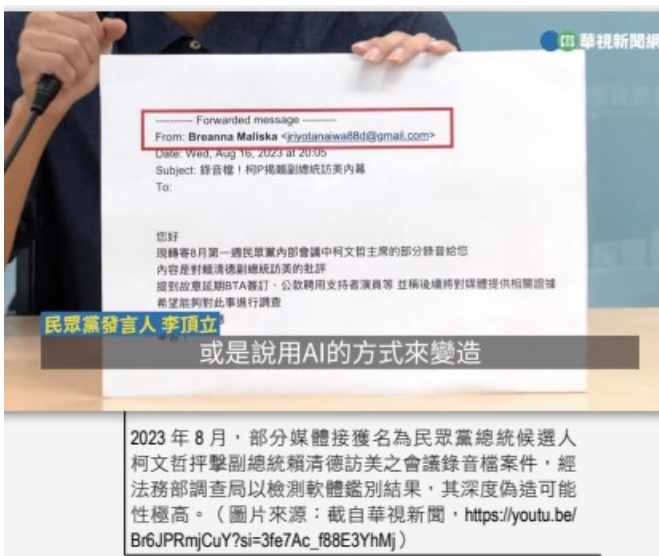 CTS 華視新聞網
---------- Forwarded message ---------
From: Breanna Maliska <jriyotanaiwa88d@gmail.com>
Date: Wed, Aug 16, 2023 at 20:05
Subject: 錄音檔！柯P揭賴副總統訪美內幕
To:
您好
現轉寄8月第一週民眾黨內部會議中柯文哲主席的部分錄音給您
內容是對賴清德副總統訪美的批評
提到故意延期BTA簽訂、公款聘用支持者演員等 並稱後續將對媒體提供相關證據
希望能夠對此事進行調查
民眾黨發言人 李頂立
或是說用AI的方式來變造
2023 年 8 月，部分媒體接獲名為民眾黨總統候選人
柯文哲抨擊副總統賴清德訪美之會議錄音檔案件，經
法務部調查局以檢測軟體鑑別結果，其深度偽造可能
性極高。（圖片來源：截自華視新聞，https://youtu.be/
Br6JPRmjCuY?si=3fe7Ac_f88E3YhMj）